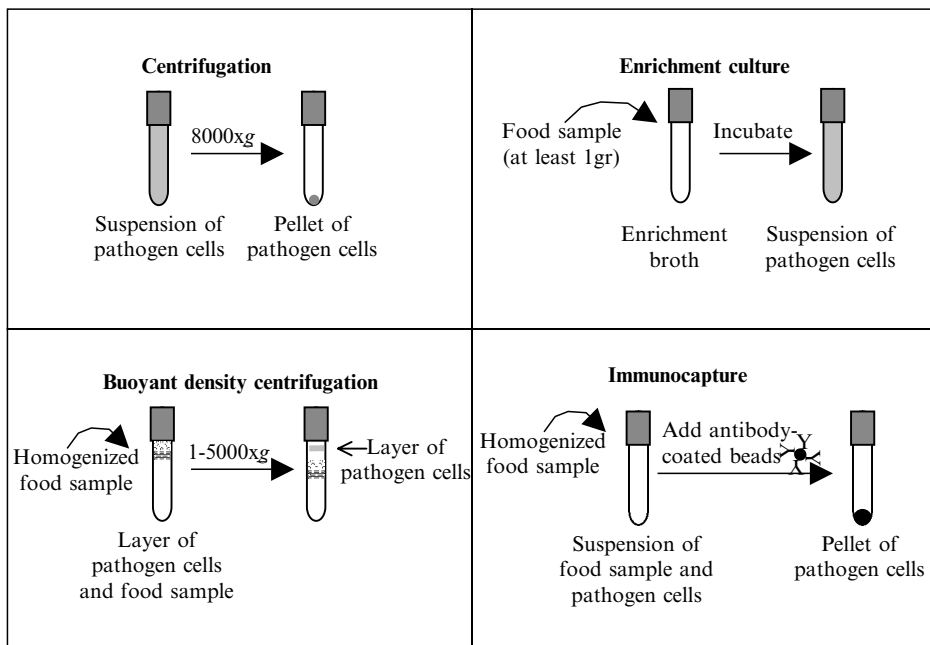 Centrifugation
8000xg
Suspension of
pathogen cells
Pellet of
pathogen cells
Enrichment culture
Food sample
(at least 1gr)
Incubate
Enrichment
broth
Suspension of
pathogen cells
Buoyant density centrifugation
Homogenized
food sample
1-5000xg
Layer of
pathogen cells
Layer of
pathogen cells
and food sample
Immunocapture
Homogenized
food sample
Add antibody-
coated beads
Suspension of
food sample and
pathogen cells
Pellet of
pathogen cells